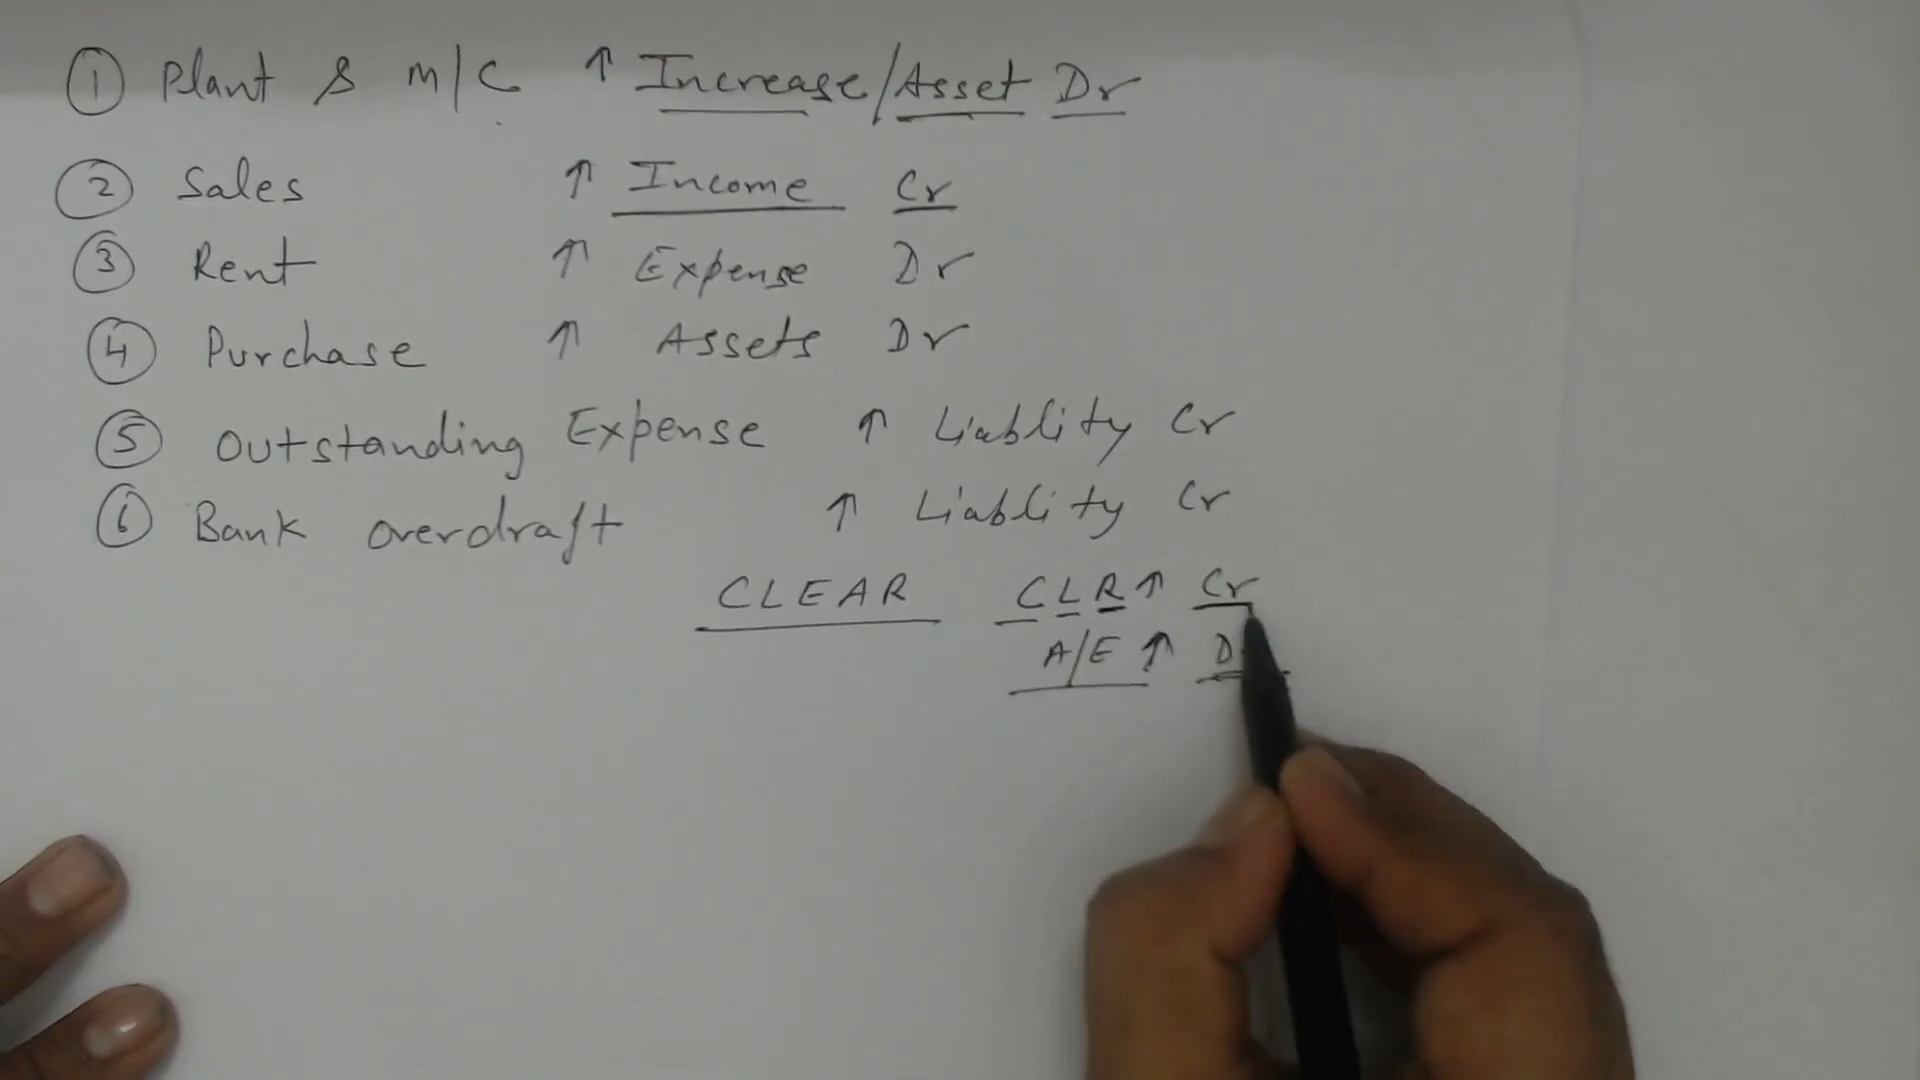 ① Plant & M/C ↑ Increase/Asset Dr
② Sales ↑ Income Cr
③ Rent ↑ Expense Dr
④ Purchase ↑ Assets Dr
⑤ Outstanding Expense ↑ Liablity Cr
⑥ Bank overdraft ↑ Liablity Cr
CLEAR CLR ↑ Cr
A/E ↑ D